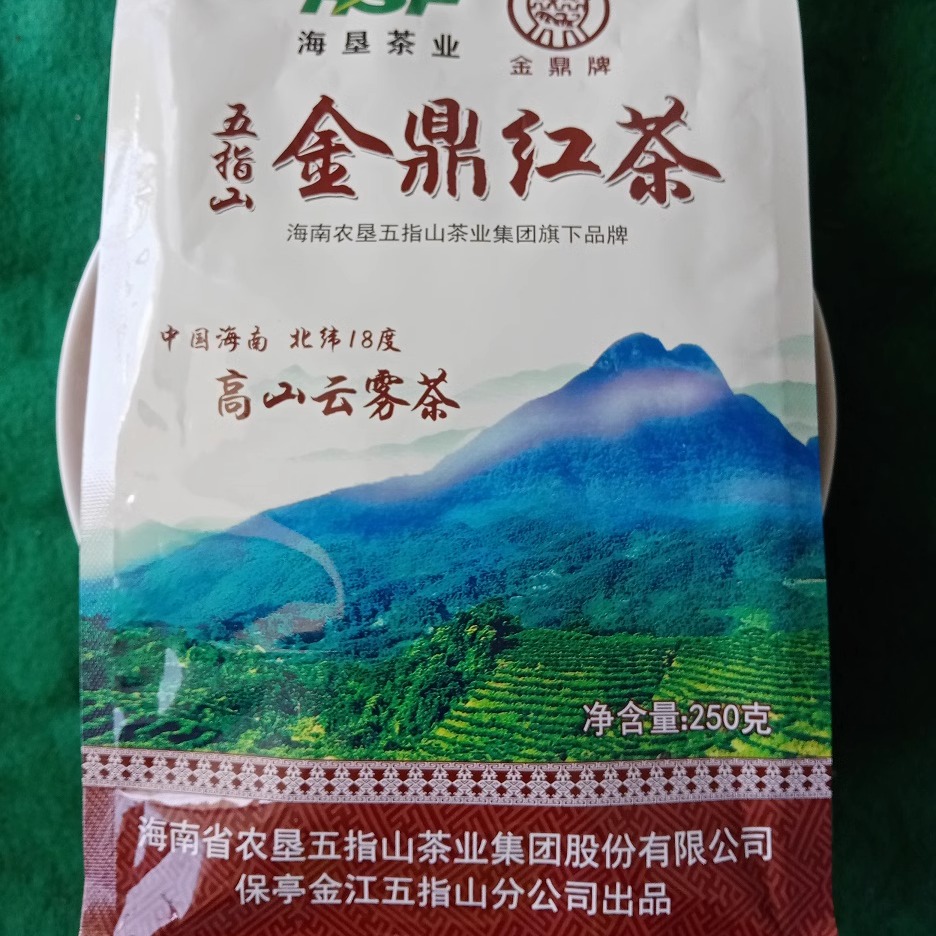 海垦茶业
金鼎牌
五指山
金鼎红茶
海南农垦五指山茶业集团旗下品牌
中国海南 北纬18度
高山云雾茶
净含量:250克
海南省农垦五指山茶业集团股份有限公司
保亭金江五指山分公司出品